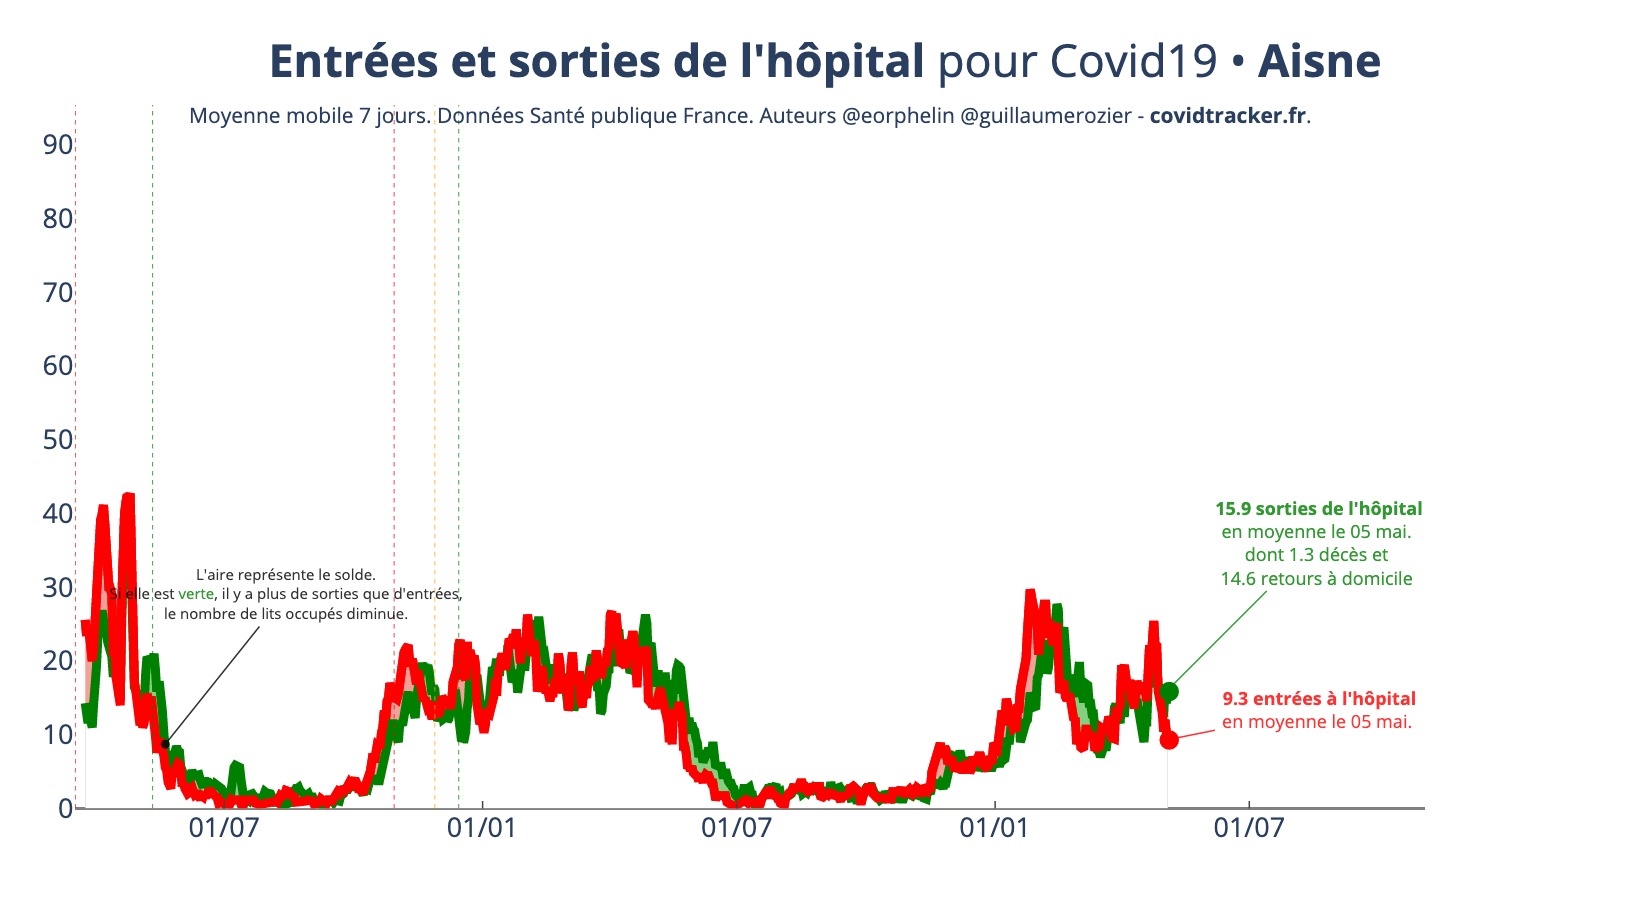 Entrées et sorties de l'hôpital pour Covid19 • Aisne
Moyenne mobile 7 jours. Données Santé publique France. Auteurs @eorphelin @guillaumerozier - covidtracker.fr.
90
80
70
60
50
40
30
20
10
0
L'aire représente le solde.
Si elle est verte, il y a plus de sorties que d'entrées,
le nombre de lits occupés diminue.
15.9 sorties de l'hôpital
en moyenne le 05 mai.
dont 1.3 décès et
14.6 retours à domicile
9.3 entrées à l'hôpital
en moyenne le 05 mai.
01/07
01/01
01/07
01/01
01/07